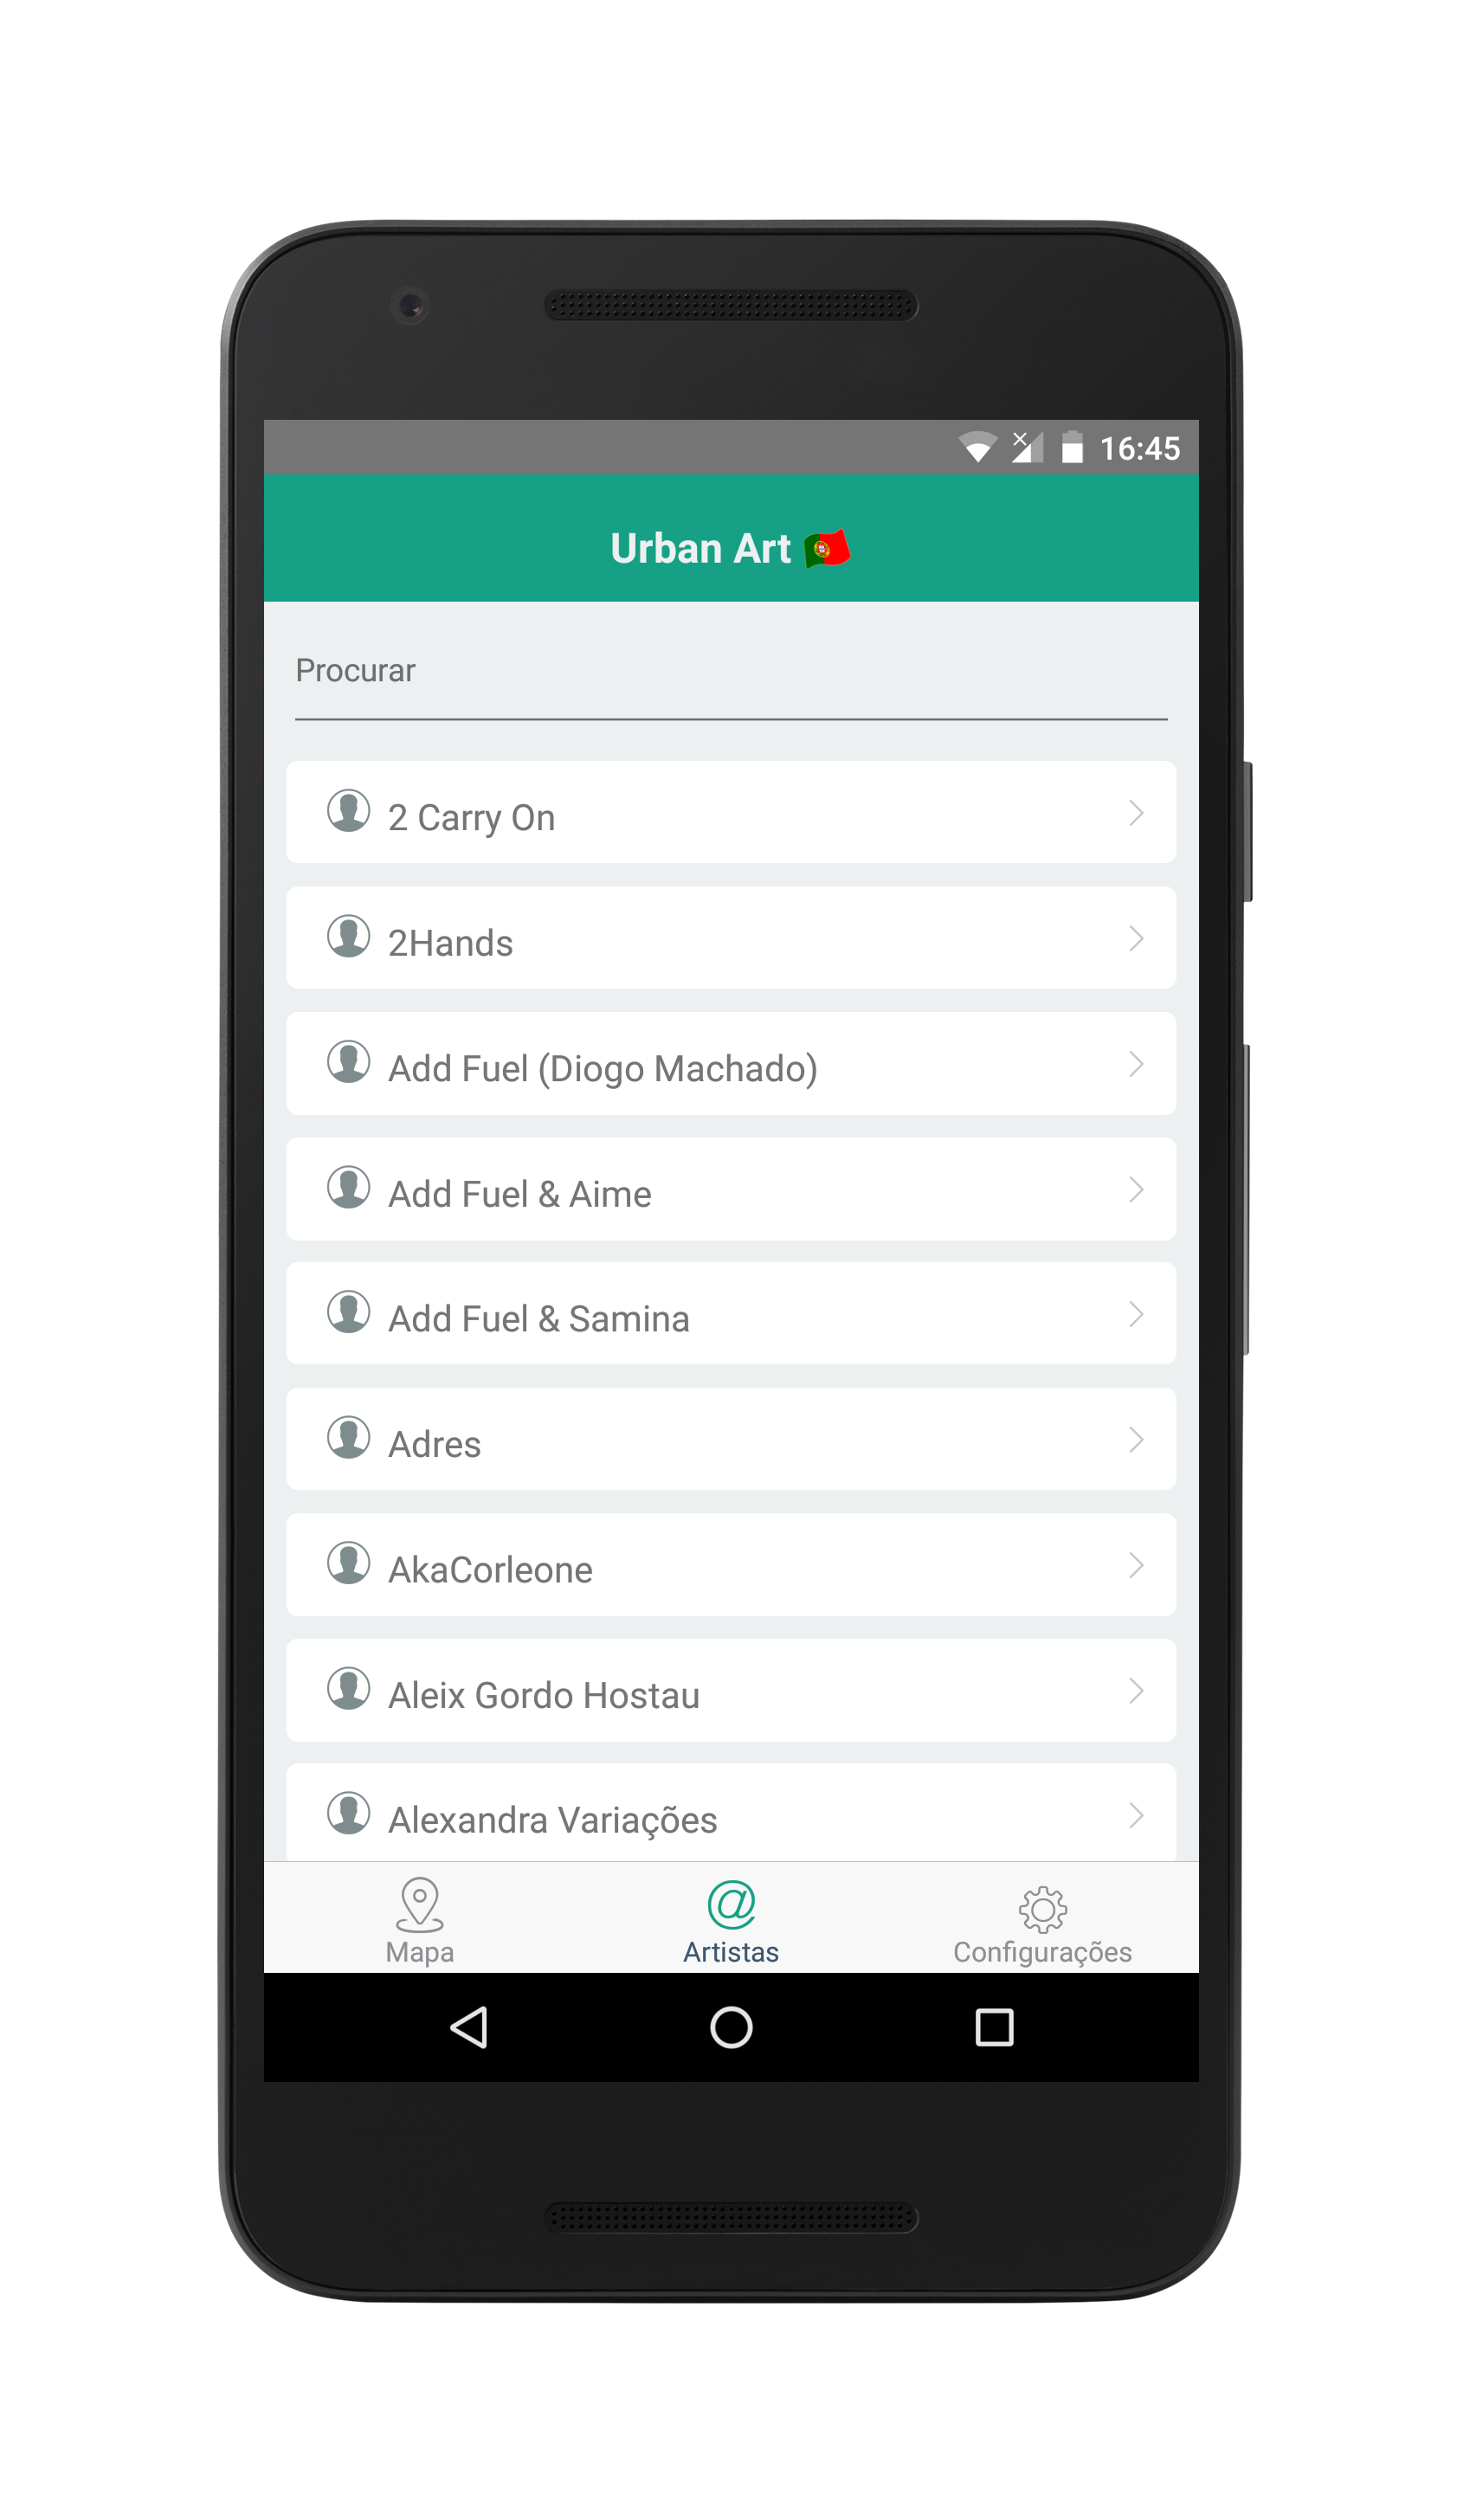 16:45
Urban Art 🇵🇹
Procurar
2 Carry On
2Hands
Add Fuel (Diogo Machado)
Add Fuel & Aime
Add Fuel & Samina
Adres
AkaCorleone
Aleix Gordo Hostau
Alexandra Variações
Mapa
Artistas
Configurações